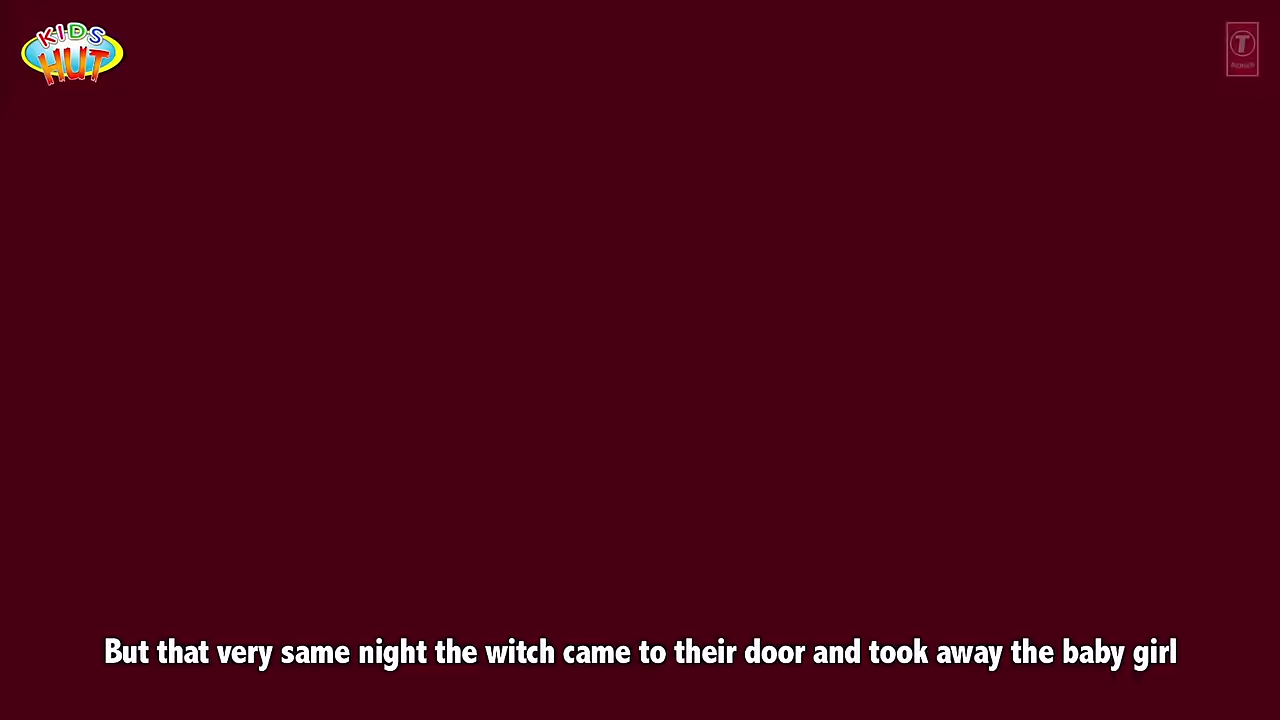 KIDS
HUT
T
But that very same night the witch came to their door and took away the baby girl